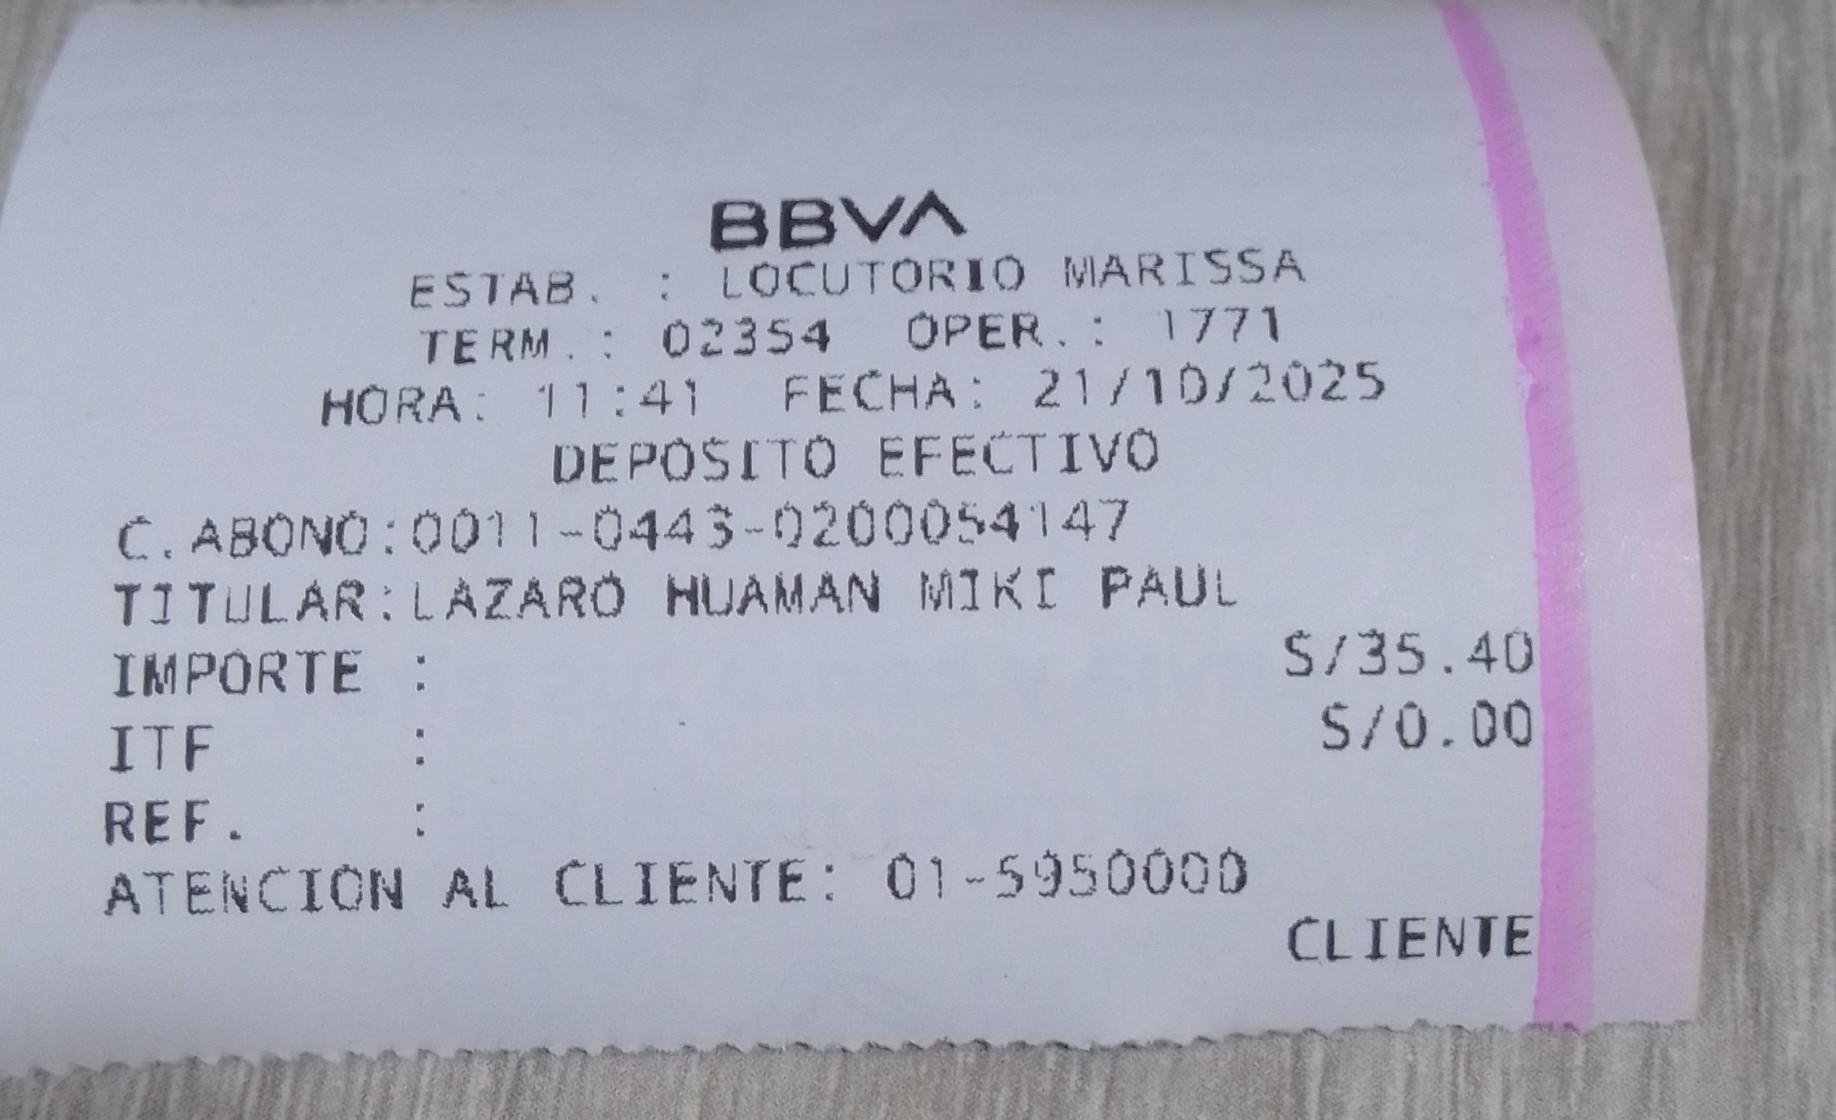 BBVA
ESTAB. : LOCUTORIO MARISSA
TERM.: 02354 OPER.: 1771
HORA: 11:41 FECHA: 21/10/2025
DEPOSITO EFECTIVO
C.ABONO:0011-0443-0200054147
TITULAR:LAZARO HUAMAN MIKI PAUL
IMPORTE : S/35.40
ITF : S/0.00
REF. :
ATENCION AL CLIENTE: 01-5950000
CLIENTE